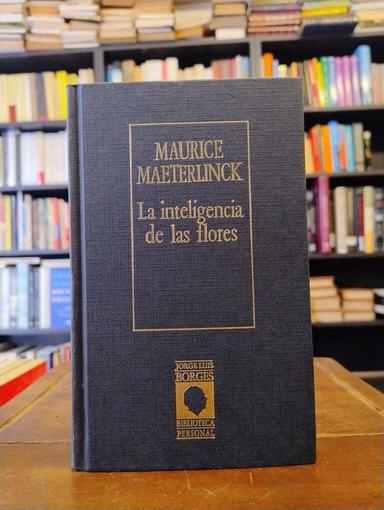 MAURICE
MAETERLINCK
La inteligencia
de las flores
JORGE LUIS
BORGES
BIBLIOTECA
PERSONAL